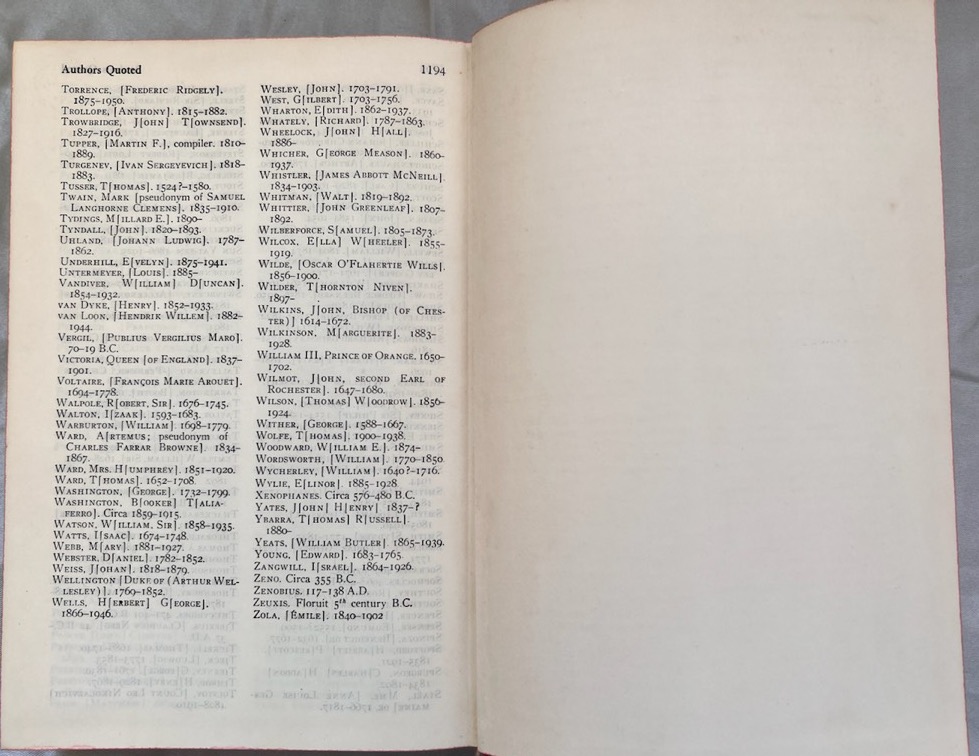 Authors Quoted 1194
TORRENCE, [FREDERIC RIDGELY].
1875–1950.
TROLLOPE, [ANTHONY]. 1815–1882.
TROWBRIDGE, J[OHN] T[OWNSEND].
1827–1916.
TUPPER, [MARTIN F.], compiler. 1810–
1889.
TURGENEV, [IVAN SERGEYEVICH]. 1818–
1883.
TUSSER, T[HOMAS]. 1524?–1580.
TWAIN, MARK [pseudonym of SAMUEL
LANGHORNE CLEMENS]. 1835–1910.
TYDINGS, M[ILLARD E.]. 1890–
TYNDALL, [JOHN]. 1820–1893.
UHLAND, [JOHANN LUDWIG]. 1787–
1862.
UNDERHILL, E[VELYN]. 1875–1941.
UNTERMEYER, [LOUIS]. 1885–
VANDIVER, W[ILLIAM] D[UNCAN].
1854–1932.
VAN DYKE, [HENRY]. 1852–1933.
VAN LOON, [HENDRIK WILLEM]. 1882–
1944.
VERGIL, [PUBLIUS VERGILIUS MARO].
70–19 B.C.
VICTORIA, QUEEN [OF ENGLAND]. 1837–
1901.
VOLTAIRE, [FRANÇOIS MARIE AROUET].
1694–1778.
WALPOLE, R[OBERT, SIR]. 1676–1745.
WALTON, I[ZAAK]. 1593–1683.
WARBURTON, [WILLIAM]. 1698–1779.
WARD, A[RTEMUS; pseudonym of
CHARLES FARRAR BROWNE]. 1834–
1867.
WARD, MRS. H[UMPHREY]. 1851–1920.
WARD, T[HOMAS]. 1652–1708.
WASHINGTON, [GEORGE]. 1732–1799.
WASHINGTON, B[OOKER] T[ALIA-
FERRO]. Circa 1859–1915.
WATSON, W[ILLIAM, SIR]. 1858–1935.
WATTS, I[SAAC]. 1674–1748.
WEBB, M[ARY]. 1881–1927.
WEBSTER, D[ANIEL]. 1782–1852.
WEISS, J[OHAN]. 1818–1879.
WELLINGTON [DUKE OF (ARTHUR WEL-
LESLEY)]. 1769–1852.
WELLS, H[ERBERT] G[EORGE].
1866–1946.
WESLEY, [JOHN]. 1703–1791.
WEST, G[ILBERT]. 1703–1756.
WHARTON, E[DITH]. 1862–1937.
WHATELY, [RICHARD]. 1787–1863.
WHEELOCK, J[OHN] H[ALL].
1886–
WHICHER, G[EORGE MEASON]. 1860–
1937.
WHISTLER, [JAMES ABBOTT MCNEILL].
1834–1903.
WHITMAN, [WALT]. 1819–1892.
WHITTIER, [JOHN GREENLEAF]. 1807–
1892.
WILBERFORCE, S[AMUEL]. 1805–1873.
WILCOX, E[LLA] W[HEELER]. 1855–
1919.
WILDE, [OSCAR O'FLAHERTIE WILLS].
1856–1900.
WILDER, T[HORNTON NIVEN].
1897–
WILKINS, J[OHN, BISHOP (OF CHES-
TER)] 1614–1672.
WILKINSON, M[ARGUERITE]. 1883–
1928.
WILLIAM III, PRINCE OF ORANGE. 1650–
1702.
WILMOT, J[OHN, SECOND EARL OF
ROCHESTER]. 1647–1680.
WILSON, [THOMAS] W[OODROW]. 1856–
1924.
WITHER, [GEORGE]. 1588–1667.
WOLFE, T[HOMAS]. 1900–1938.
WOODWARD, W[ILLIAM E.]. 1874–
WORDSWORTH, [WILLIAM]. 1770–1850
WYCHERLEY, [WILLIAM]. 1640?–1716.
WYLIE, E[LINOR]. 1885–1928
XENOPHANES. Circa 576–480 B.C.
YATES, J[OHN] H[ENRY] 1837–?
YBARRA, T[HOMAS] R[USSELL].
1880–
YEATS, [WILLIAM BUTLER]. 1865–1939.
YOUNG, [EDWARD]. 1683–1765.
ZANGWILL, I[SRAEL]. 1864–1926.
ZENO. Circa 355 B.C.
ZENOBIUS. 117–138 A.D.
ZEUXIS. Floruit 5th century B.C.
ZOLA, [ÉMILE]. 1840–1902